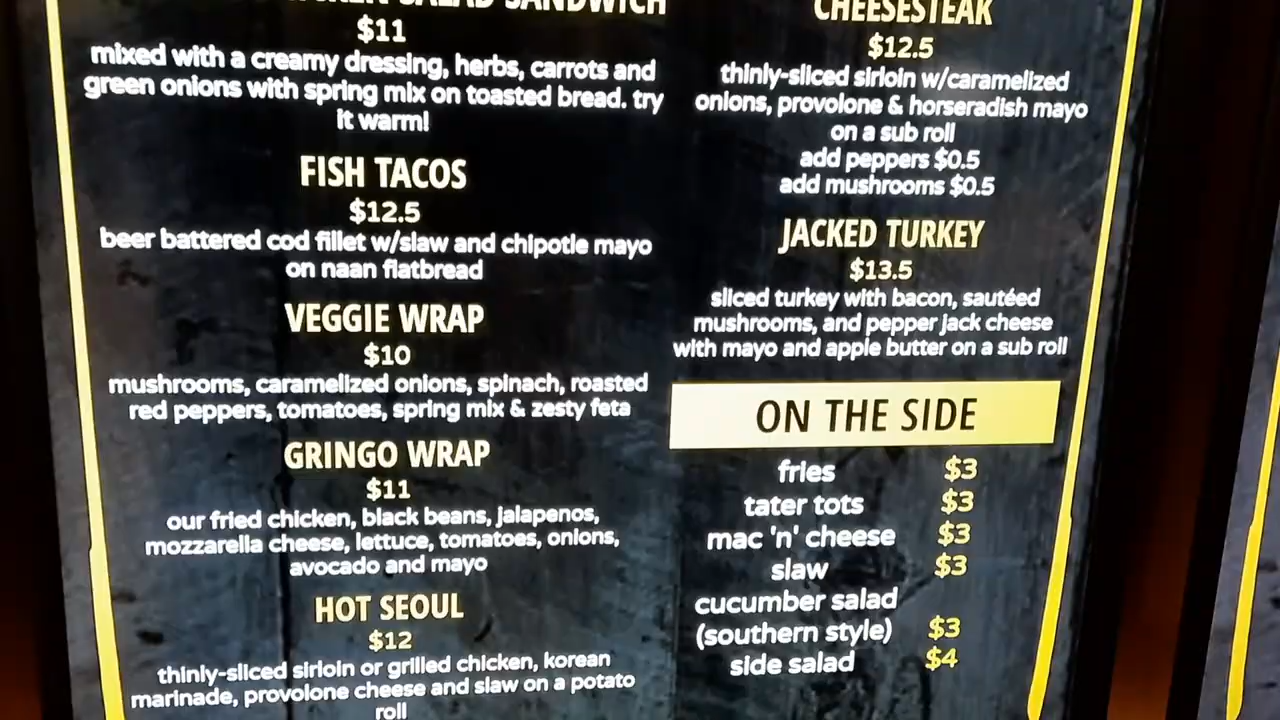 SALAD SANDWICH
$11
mixed with a creamy dressing, herbs, carrots and
green onions with spring mix on toasted bread. try
it warm!
FISH TACOS
$12.5
beer battered cod fillet w/slaw and chipotle mayo
on naan flatbread
VEGGIE WRAP
$10
mushrooms, caramelized onions, spinach, roasted
red peppers, tomatoes, spring mix & zesty feta
GRINGO WRAP
$11
our fried chicken, black beans, jalapenos,
mozzarella cheese, lettuce, tomatoes, onions,
avocado and mayo
HOT SEOUL
$12
thinly-sliced sirloin or grilled chicken, korean
marinade, provolone cheese and slaw on a potato
roll
CHEESESTEAK
$12.5
thinly-sliced sirloin w/caramelized
onions, provolone & horseradish mayo
on a sub roll
add peppers $0.5
add mushrooms $0.5
JACKED TURKEY
$13.5
sliced turkey with bacon, sautéed
mushrooms, and pepper jack cheese
with mayo and apple butter on a sub roll
ON THE SIDE
fries $3
tater tots $3
mac 'n' cheese $3
slaw $3
cucumber salad
(southern style) $3
side salad $4